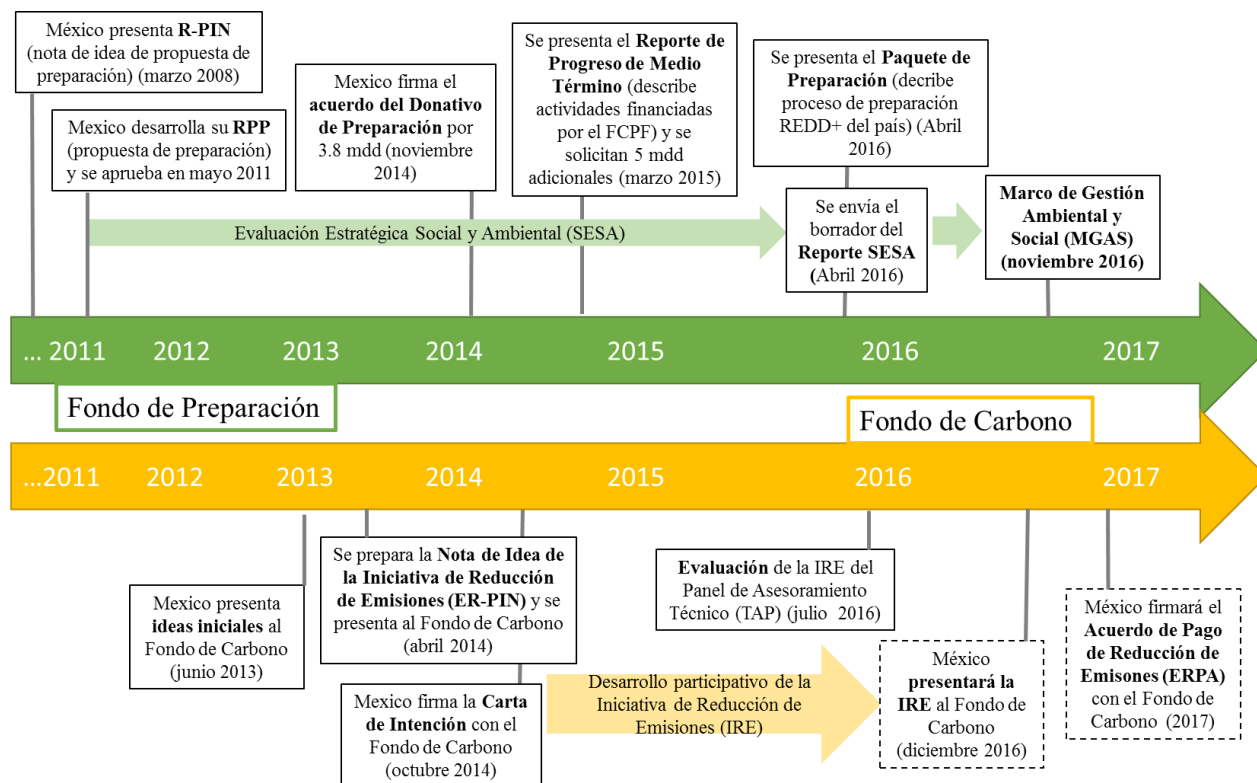 México presenta R-PIN
(nota de idea de propuesta
de preparación) (marzo 2008)
Mexico desarrolla su RPP
(propuesta de preparación)
y se aprueba en mayo 2011
Mexico firma el
acuerdo del Donativo
de Preparación por
3.8 mdd (noviembre
2014)
Se presenta el Reporte de
Progreso de Medio
Término (describe
actividades financiadas
por el FCPF) y se
solicitan 5 mdd
adicionales (marzo 2015)
Se presenta el Paquete de
Preparación (decribe
proceso de preparación
REDD+ del país) (Abril
2016)
Evaluación Estratégica Social y Ambiental (SESA)
Se envía el
borrador del
Reporte SESA
(Abril 2016)
Marco de Gestión
Ambiental y
Social (MGAS)
(noviembre 2016)
... 2011 2012 2013 2014 2015 2016 2017
Fondo de Preparación
Fondo de Carbono
...2011 2012 2013 2014 2015 2016 2017
Mexico presenta
ideas iniciales al
Fondo de Carbono
(junio 2013)
Se prepara la Nota de Idea de
la Iniciativa de Reducción
de Emisiones (ER-PIN) y se
presenta al Fondo de Carbono
(abril 2014)
Mexico firma la Carta
de Intención con el
Fondo de Carbono
(octubre 2014)
Desarrollo participativo de la
Iniciativa de Reducción de
Emisiones (IRE)
Evaluación de la IRE del
Panel de Asesoramiento
Técnico (TAP) (julio 2016)
México
presentará la
IRE al Fondo de
Carbono
(diciembre 2016)
México firmará el
Acuerdo de Pago
de Reducción de
Emisones (ERPA)
con el Fondo de
Carbono (2017)